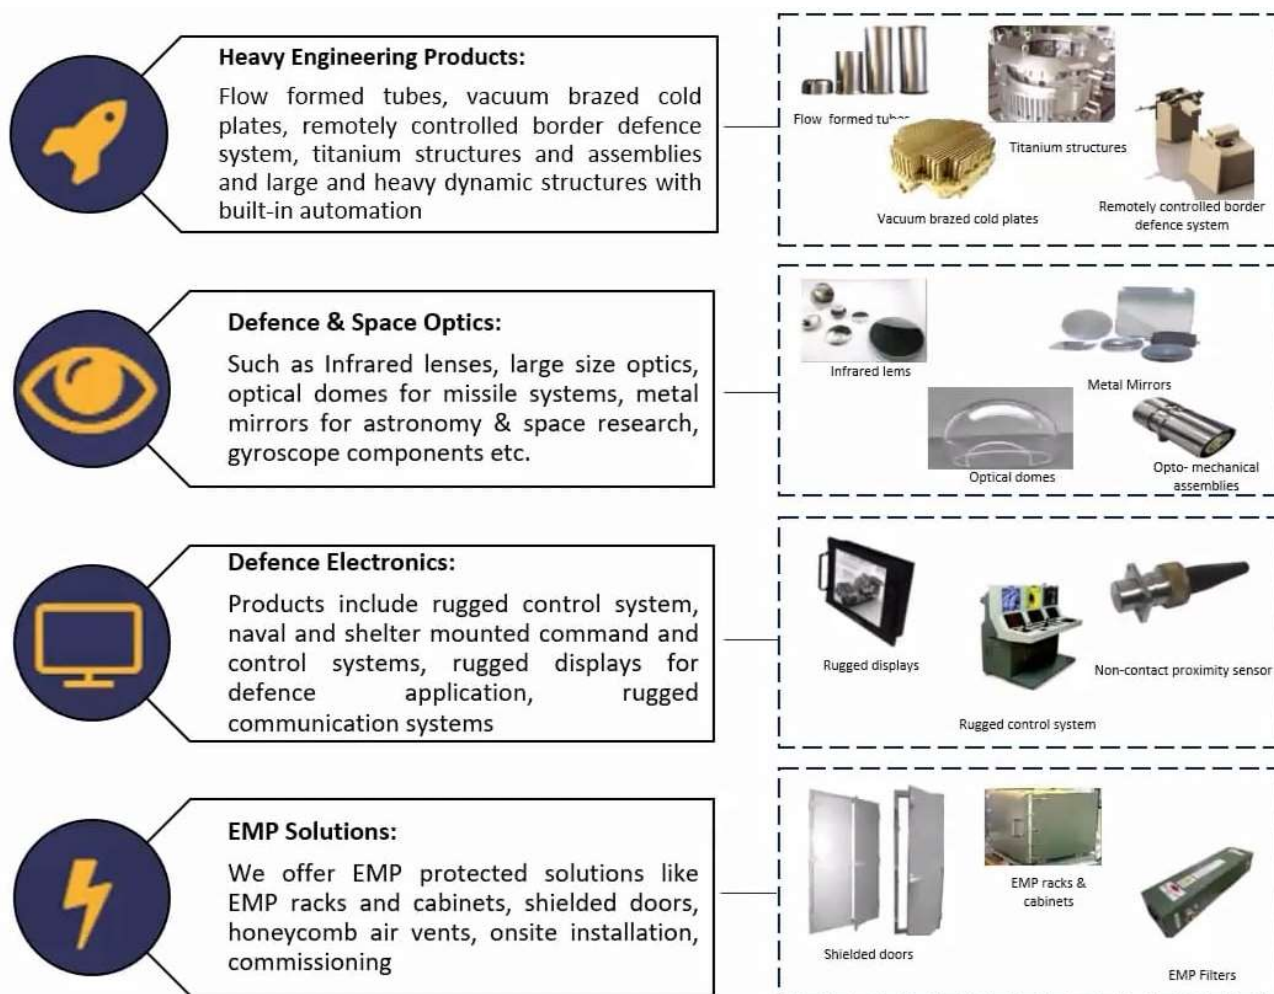 Heavy Engineering Products:
Flow formed tubes, vacuum brazed cold
plates, remotely controlled border defence
system, titanium structures and assemblies
and large and heavy dynamic structures with
built-in automation
Flow formed tubes
Titanium structures
Vacuum brazed cold plates
Remotely controlled border
defence system
Defence & Space Optics:
Such as Infrared lenses, large size optics,
optical domes for missile systems, metal
mirrors for astronomy & space research,
gyroscope components etc.
Infrared lems
Metal Mirrors
Optical domes
Opto- mechanical
assemblies
Defence Electronics:
Products include rugged control system,
naval and shelter mounted command and
control systems, rugged displays for
defence application, rugged
communication systems
Rugged displays
Non-contact proximity sensor
Rugged control system
EMP Solutions:
We offer EMP protected solutions like
EMP racks and cabinets, shielded doors,
honeycomb air vents, onsite installation,
commissioning
EMP racks &
cabinets
Shielded doors
EMP Filters